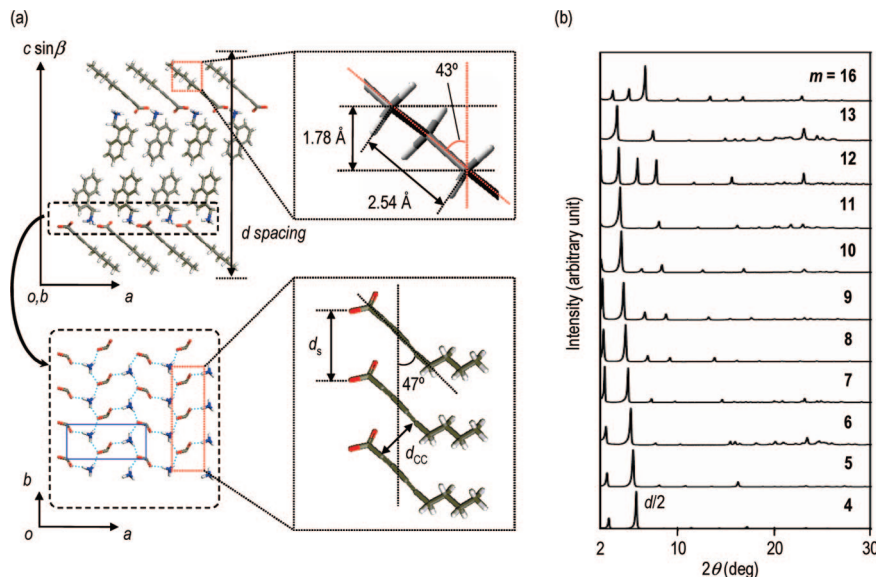 (a)
c sinβ
o,b
a
d spacing
43º
1.78 Å
2.54 Å
b
o
a
d_s
47º
d_CC
(b)
Intensity (arbitrary unit)
m = 16
13
12
11
10
9
8
7
6
5
4
d/2
2
10
20
30
2θ (deg)